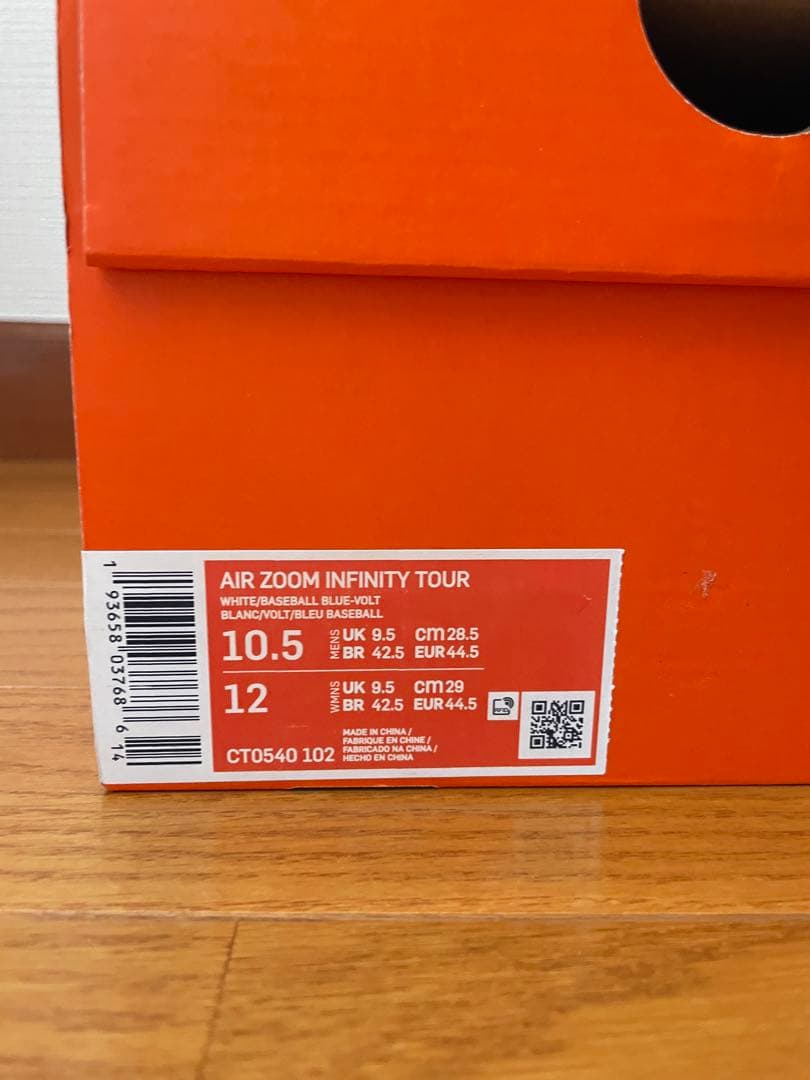 AIR ZOOM INFINITY TOUR
WHITE/BASEBALL BLUE-VOLT
BLANC/VOLT/BLEU BASEBALL
10.5 MENS UK 9.5 cm 28.5
BR 42.5 EUR 44.5
12 WMNS UK 9.5 cm 29
BR 42.5 EUR 44.5
CT0540 102
MADE IN CHINA /
FABRIQUE EN CHINE /
FABRICADO NA CHINA /
HECHO EN CHINA
RFID
1 93658 03768 6 14